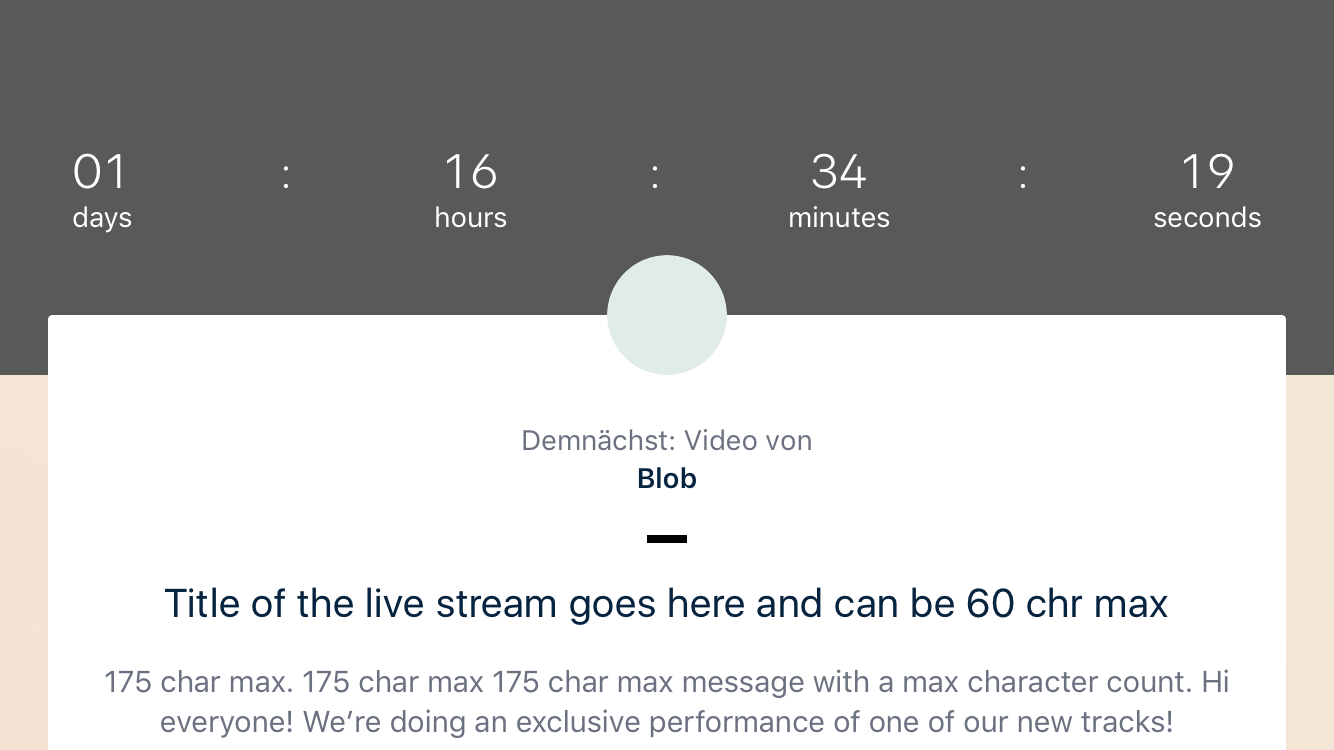 01 : 16 : 34 : 19
days hours minutes seconds
Demnächst: Video von
Blob
Title of the live stream goes here and can be 60 chr max
175 char max. 175 char max 175 char max message with a max character count. Hi
everyone! We’re doing an exclusive performance of one of our new tracks!